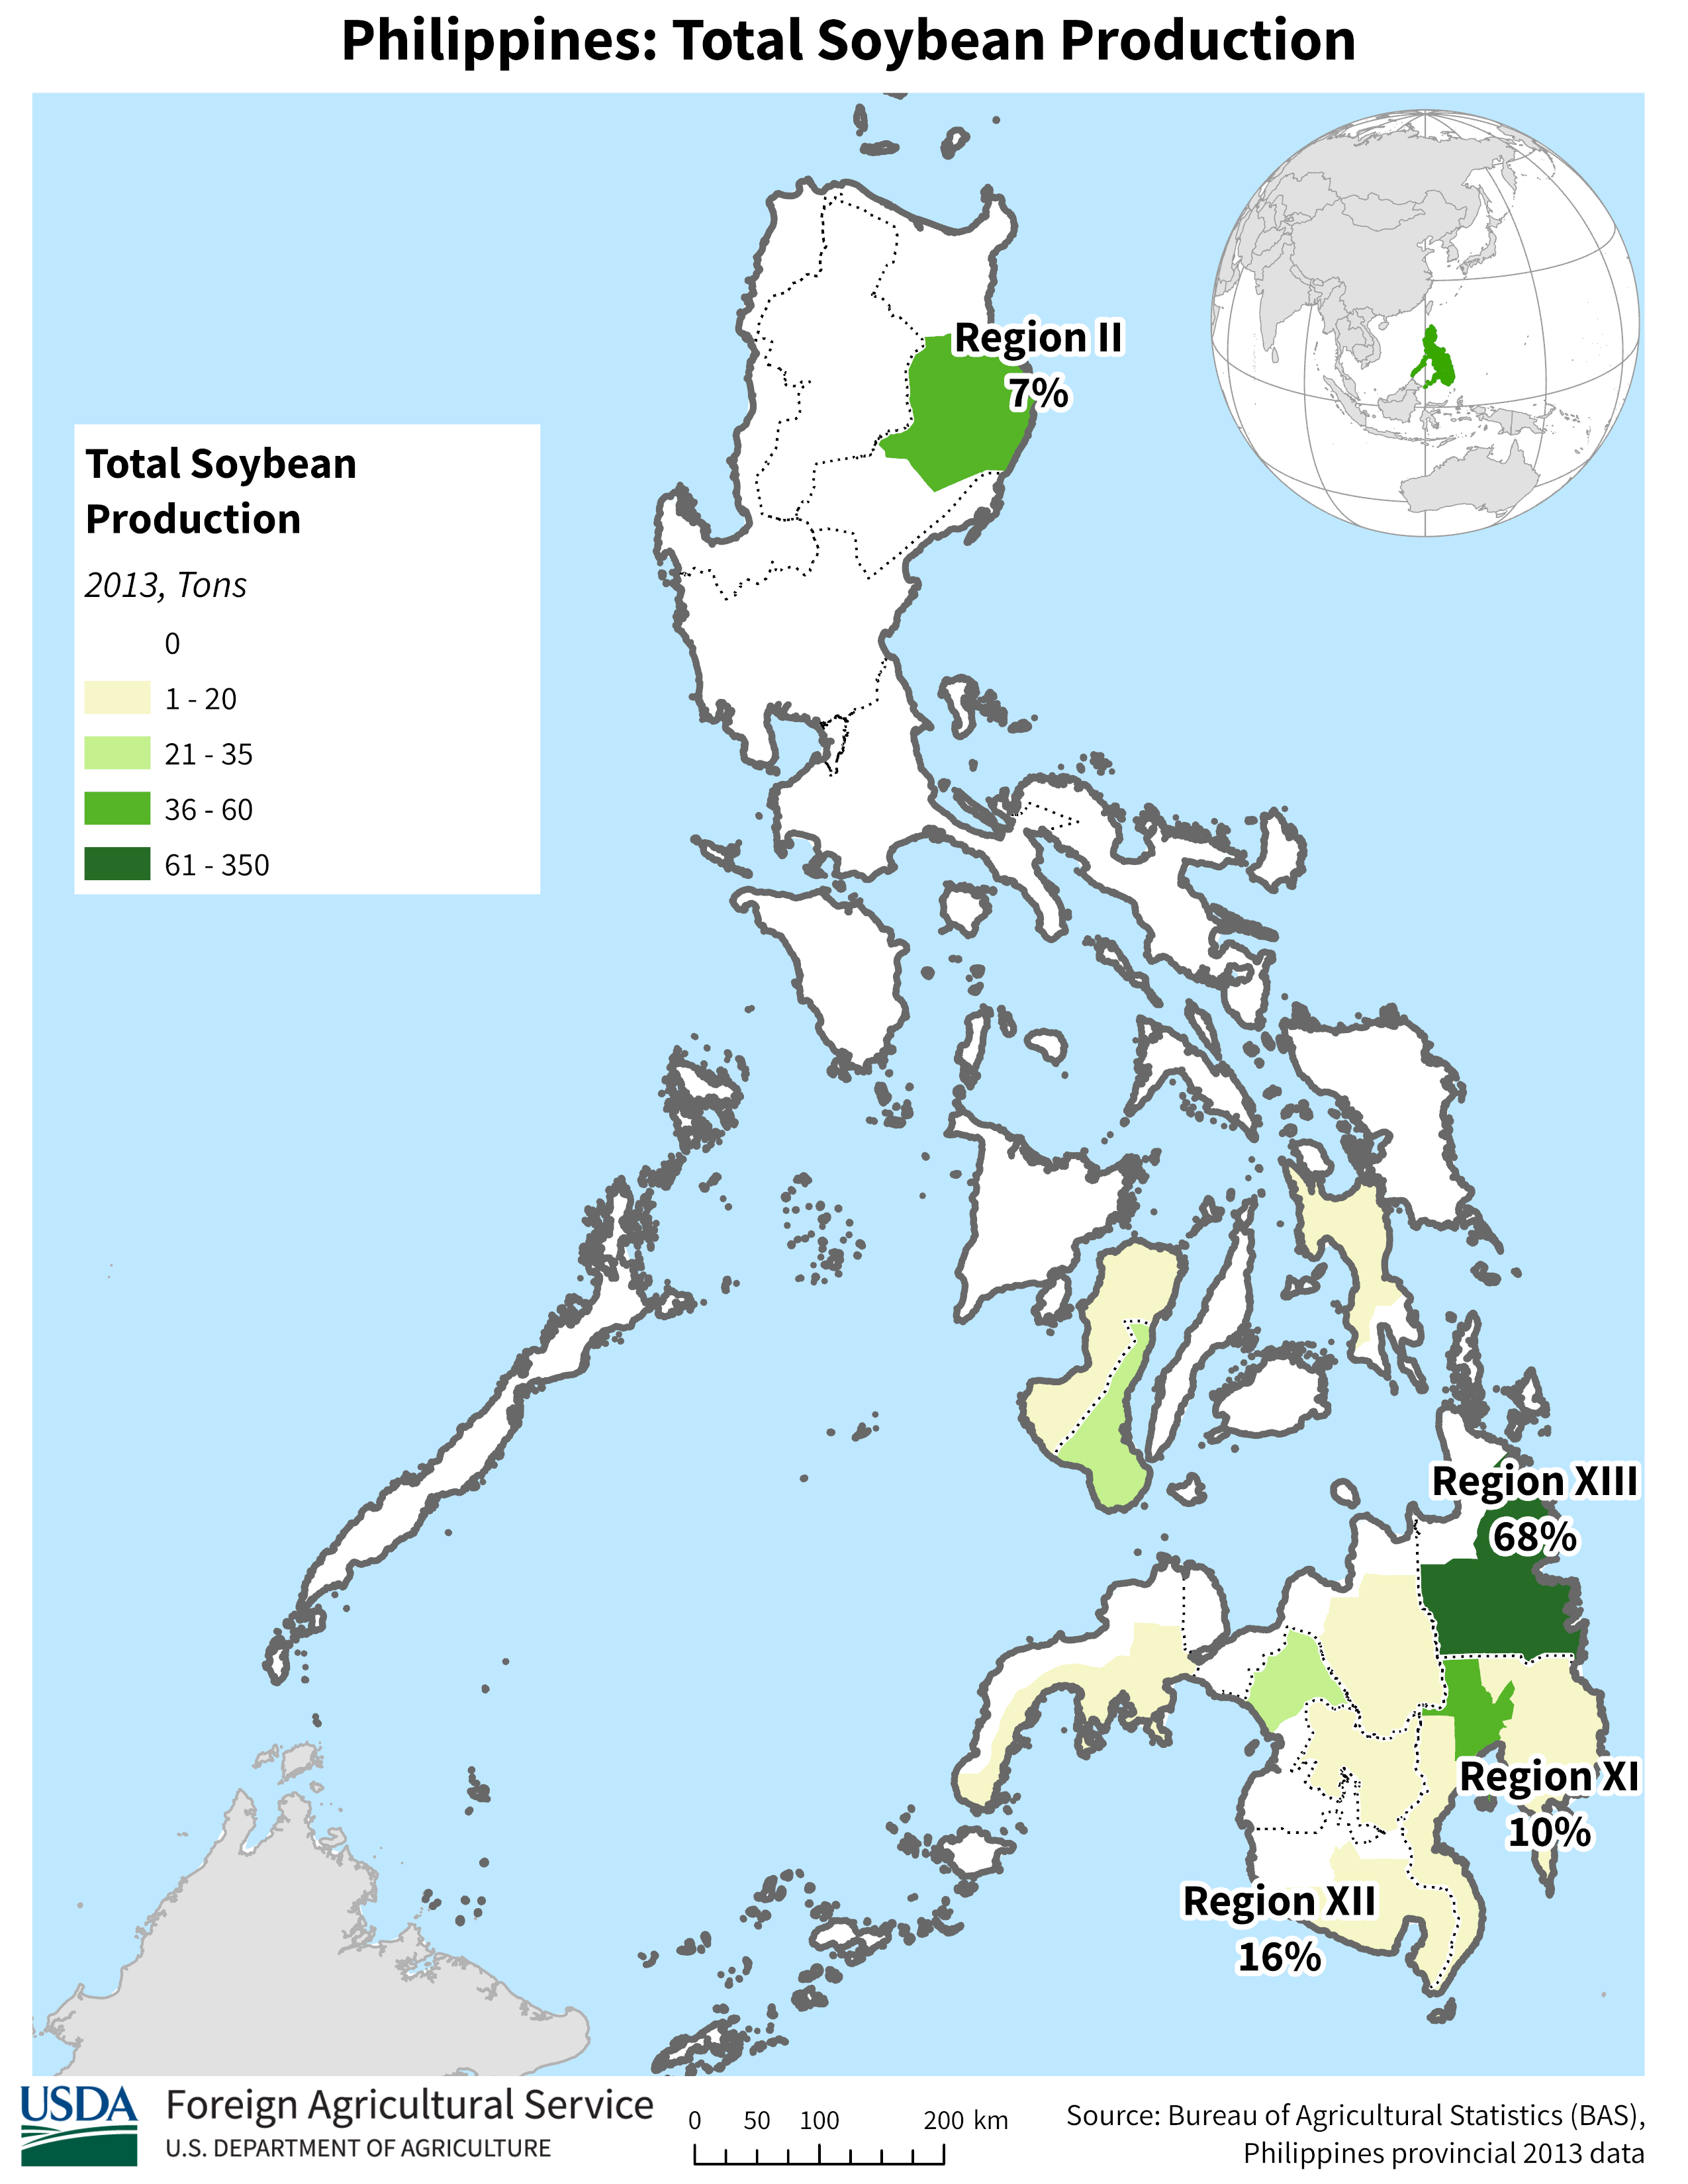 Philippines: Total Soybean Production
Region II
7%
Total Soybean
Production
2013, Tons
0
1 - 20
21 - 35
36 - 60
61 - 350
Region XIII
68%
Region XI
10%
Region XII
16%
USDA
Foreign Agricultural Service
U.S. DEPARTMENT OF AGRICULTURE
0 50 100 200 km
Source: Bureau of Agricultural Statistics (BAS),
Philippines provincial 2013 data